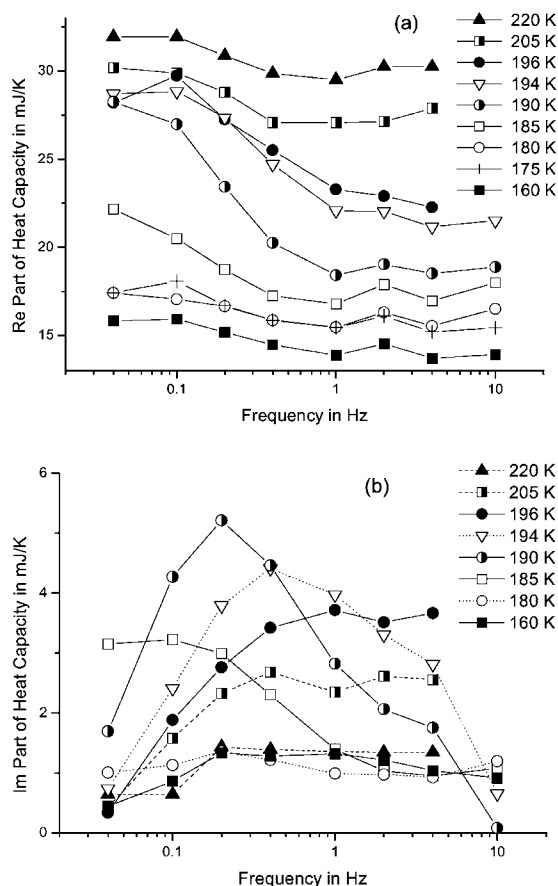 (a)
220 K
205 K
196 K
194 K
190 K
185 K
180 K
175 K
160 K
Re Part of Heat Capacity in mJ/K
30
25
20
15
0.1
1
10
Frequency in Hz
(b)
220 K
205 K
196 K
194 K
190 K
185 K
180 K
160 K
Im Part of Heat Capacity in mJ/K
6
4
2
0
0.1
1
10
Frequency in Hz